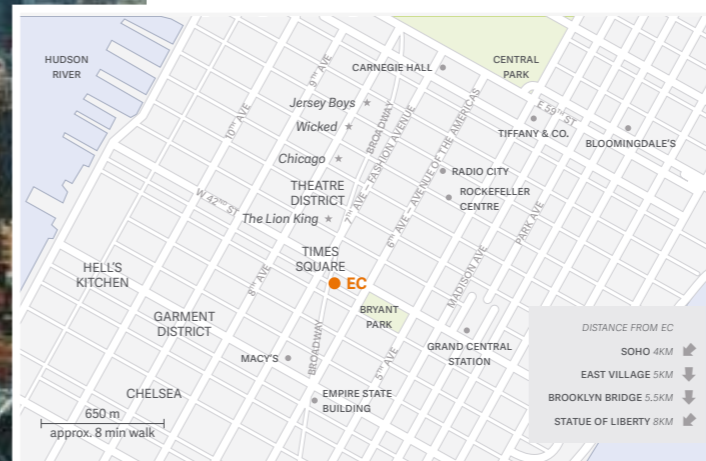 HUDSON
RIVER
CARNEGIE HALL
CENTRAL
PARK
9TH AVE
10TH AVE
Jersey Boys
Wicked
Chicago
THEATRE
DISTRICT
The Lion King
BROADWAY
7TH AVE – FASHION AVENUE
6TH AVE – AVENUE OF THE AMERICAS
E 59TH ST
TIFFANY & CO.
BLOOMINGDALE'S
RADIO CITY
ROCKEFELLER
CENTRE
PARK AVE
MADISON AVE
W 42ND ST
TIMES
SQUARE
EC
HELL'S
KITCHEN
8TH AVE
GARMENT
DISTRICT
BRYANT
PARK
GRAND CENTRAL
STATION
MACY'S
BROADWAY
5TH AVE
EMPIRE STATE
BUILDING
CHELSEA
650 m
approx. 8 min walk
DISTANCE FROM EC
SOHO 4KM
EAST VILLAGE 5KM
BROOKLYN BRIDGE 5.5KM
STATUE OF LIBERTY 8KM